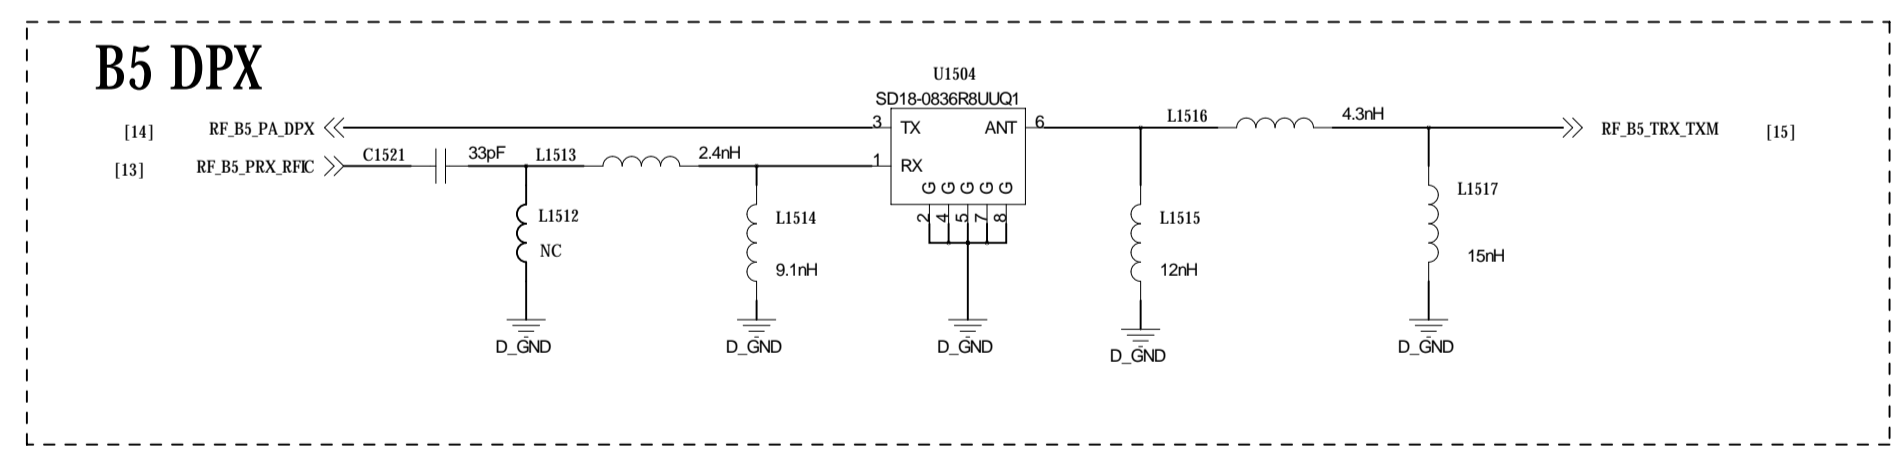 B5 DPX
U1504
SD18-0836R8UUQ1
[14] RF_B5_PA_DPX 3 TX ANT 6 L1516 4.3nH RF_B5_TRX_TXM [15]
[13] RF_B5_PRX_RFIC C1521 33pF L1513 2.4nH 1 RX
G G G G G
2 4 5 7 8
L1512
NC
L1514
9.1nH
L1515
12nH
L1517
15nH
D_GND D_GND D_GND D_GND D_GND